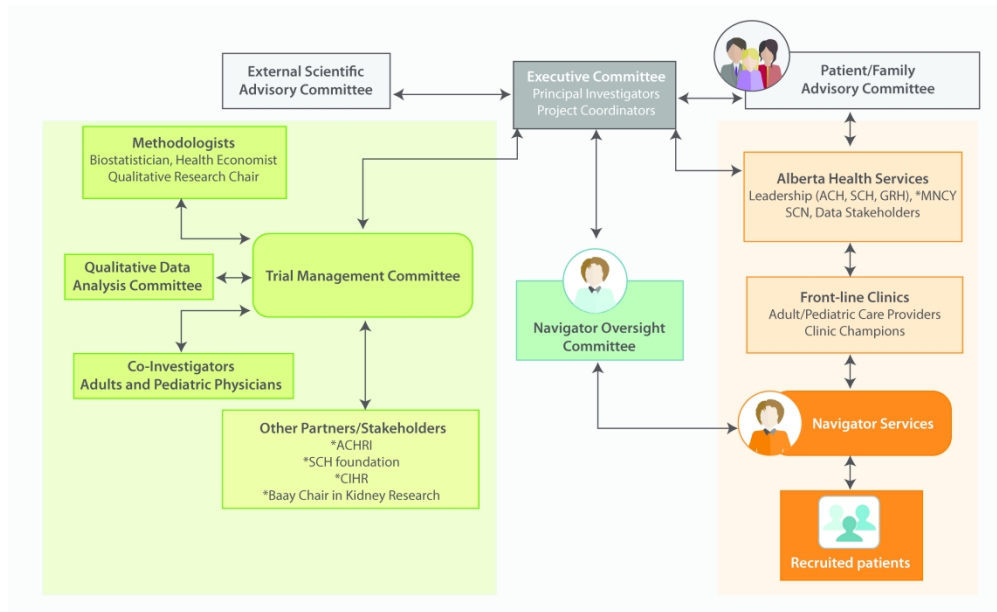 External Scientific
Advisory Committee
Executive Committee
Principal Investigators
Project Coordinators
Patient/Family
Advisory Committee
Methodologists
Biostatistician, Health Economist
Qualitative Research Chair
Alberta Health Services
Leadership (ACH, SCH, GRH), *MNCY
SCN, Data Stakeholders
Qualitative Data
Analysis Committee
Trial Management Committee
Front-line Clinics
Adult/Pediatric Care Providers
Clinic Champions
Navigator Oversight
Committee
Co-Investigators
Adults and Pediatric Physicians
Other Partners/Stakeholders
*ACHRI
*SCH foundation
*CIHR
*Baay Chair in Kidney Research
Navigator Services
Recruited patients